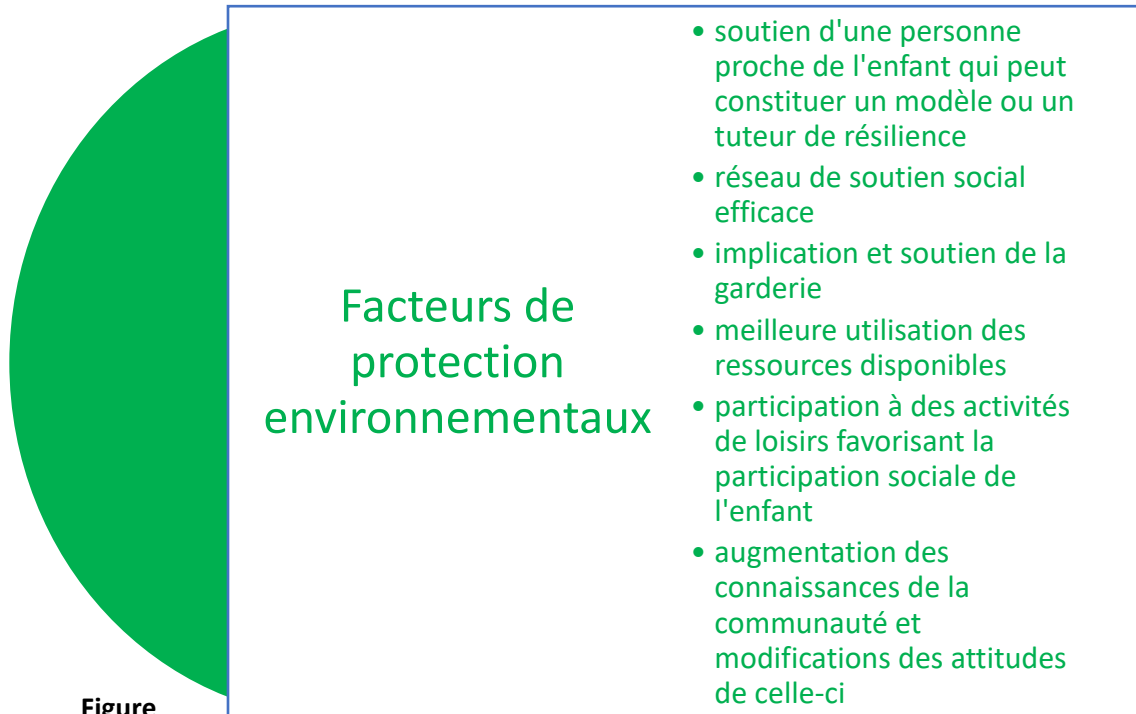 Facteurs de
protection
environnementaux
• soutien d'une personne
proche de l'enfant qui peut
constituer un modèle ou un
tuteur de résilience
• réseau de soutien social
efficace
• implication et soutien de la
garderie
• meilleure utilisation des
ressources disponibles
• participation à des activités
de loisirs favorisant la
participation sociale de
l'enfant
• augmentation des
connaissances de la
communauté et
modifications des attitudes
de celle-ci
Figure